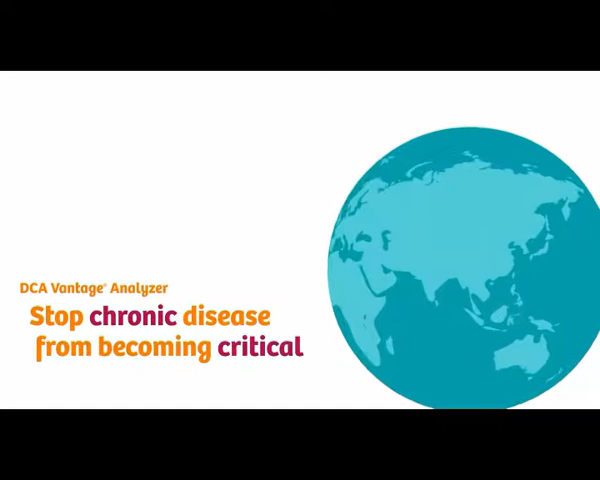 DCA Vantage® Analyzer
Stop chronic disease
from becoming critical